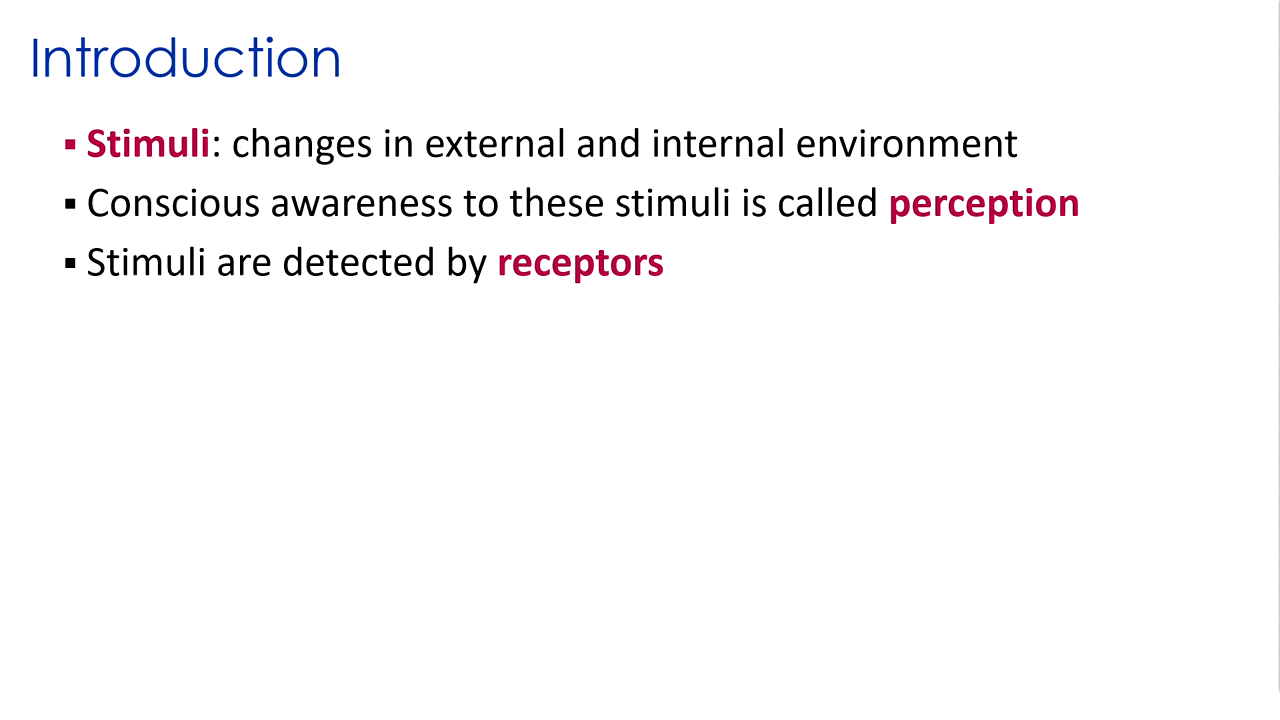 Introduction
▪ Stimuli: changes in external and internal environment
▪ Conscious awareness to these stimuli is called perception
▪ Stimuli are detected by receptors